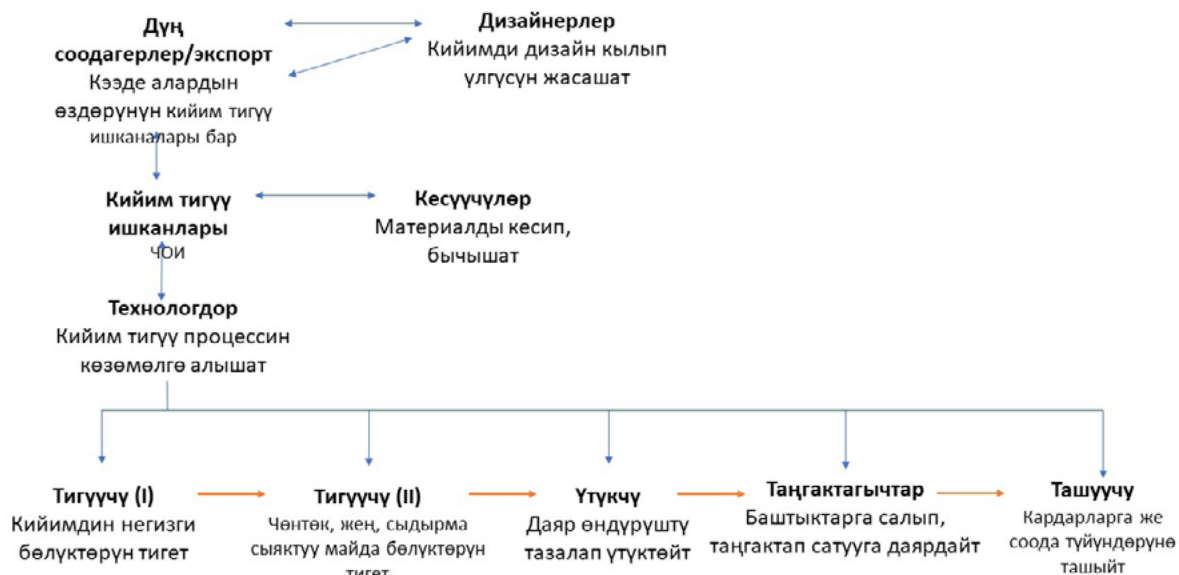 Дүң
соодагерлер/экспорт
Кээде алардын
өздөрүнүн кийим тигүү
ишканалары бар
Дизайнерлер
Кийимди дизайн кылып
үлгүсүн жасашат
Кийим тигүү
ишканлары
ЧОИ
Кесүүчүлөр
Материалды кесип,
бычышат
Технологдор
Кийим тигүү процессин
көзөмөлгө алышат
Тигүүчү (I)
Кийимдин негизги
бөлүктөрүн тигет
Тигүүчү (II)
Чөнтөк, жең, сыдырма
сыяктуу майда бөлүктөрүн
тигет
Үтүкчү
Даяр өндүрүштү
тазалап үтүктөйт
Таңгактагычтар
Баштыктарга салып,
таңгактап сатууга даярдайт
Ташуучу
Кардарларга же
соода түйүндөрүнө
ташыйт